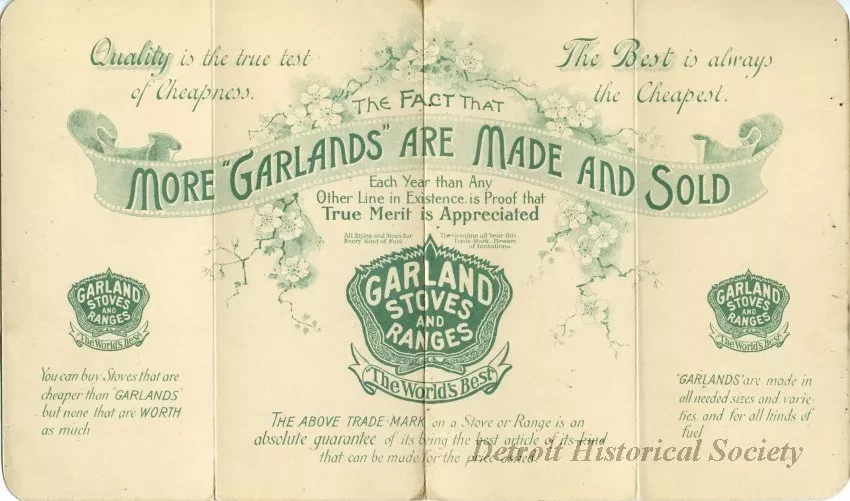 Quality is the true test
of Cheapness.
The Best is always
the Cheapest.
THE FACT THAT
MORE "GARLANDS" ARE MADE AND SOLD
Each Year than Any
Other Line in Existence, is Proof that
True Merit is Appreciated
All Styles and Sizes for
Every Kind of Fuel
The Genuine all bear this
Trade-Mark. Beware
of Imitations.
GARLAND
STOVES
AND
RANGES
The World's Best
GARLAND
STOVES
AND
RANGES
The World's Best
You can buy Stoves that are
cheaper than "GARLANDS"
but none that are WORTH
as much
GARLAND
STOVES
AND
RANGES
The World's Best
"GARLANDS" are made in
all needed sizes and varie-
ties, and for all kinds of
fuel
THE ABOVE TRADE-MARK on a Stove or Range is an
absolute guarantee of its being the best article of its kind
that can be made for the price asked.
Detroit Historical Society